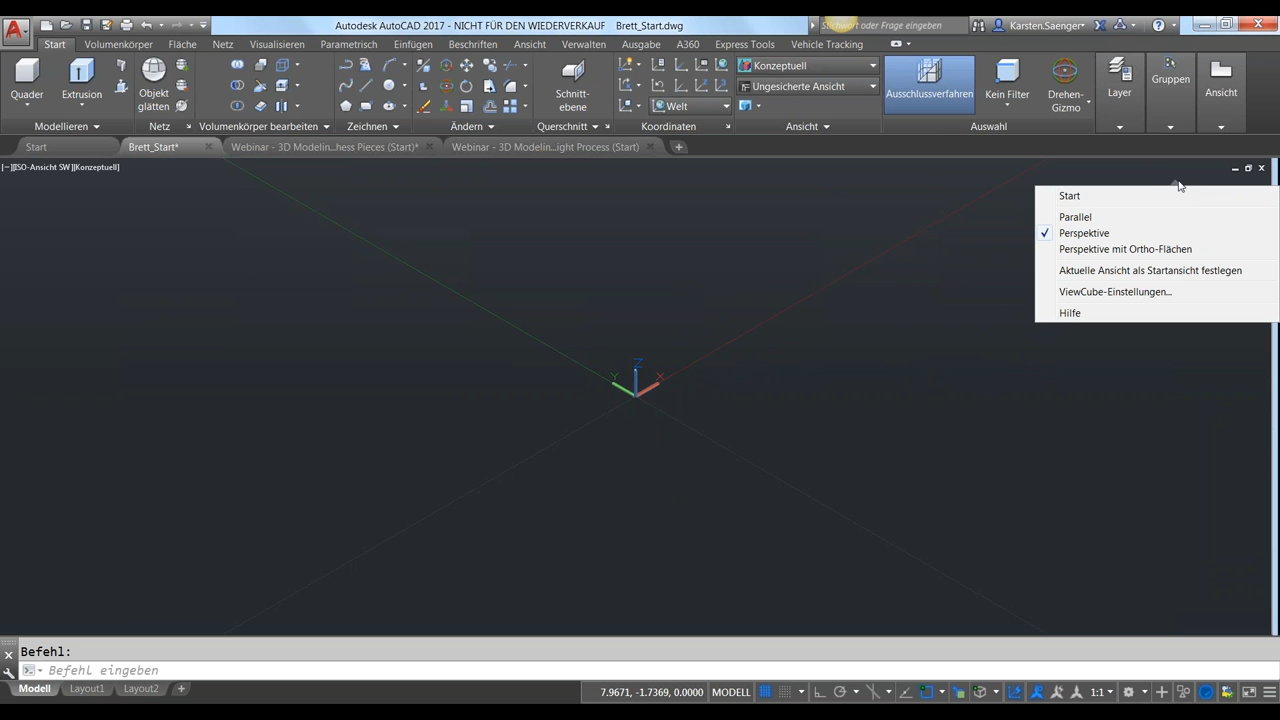 Autodesk AutoCAD 2017 - NICHT FÜR DEN WIEDERVERKAUF Brett_Start.dwg
Stichwort oder Frage eingeben
Karsten.Saenger
Start Volumenkörper Fläche Netz Visualisieren Parametrisch Einfügen Beschriften Ansicht Verwalten Ausgabe A360 Express Tools Vehicle Tracking
Quader
Extrusion
Objekt
glätten
Schnitt-
ebene
Konzeptuell
Ungesicherte Ansicht
Welt
Ausschlussverfahren
Kein Filter
Drehen-
Gizmo
Layer
Gruppen
Ansicht
Modellieren Netz Volumenkörper bearbeiten Zeichnen Ändern Querschnitt Koordinaten Ansicht Auswahl
Start Brett_Start* Webinar - 3D Modelin...hess Pieces (Start)* Webinar - 3D Modelin...ight Process (Start)
[−][ISO-Ansicht SW][Konzeptuell]
Start
Parallel
Perspektive
Perspektive mit Ortho-Flächen
Aktuelle Ansicht als Startansicht festlegen
ViewCube-Einstellungen...
Hilfe
Z
Y X
Befehl:
Befehl eingeben
Modell Layout1 Layout2 +
7.9671, -1.7369, 0.0000 MODELL 1:1